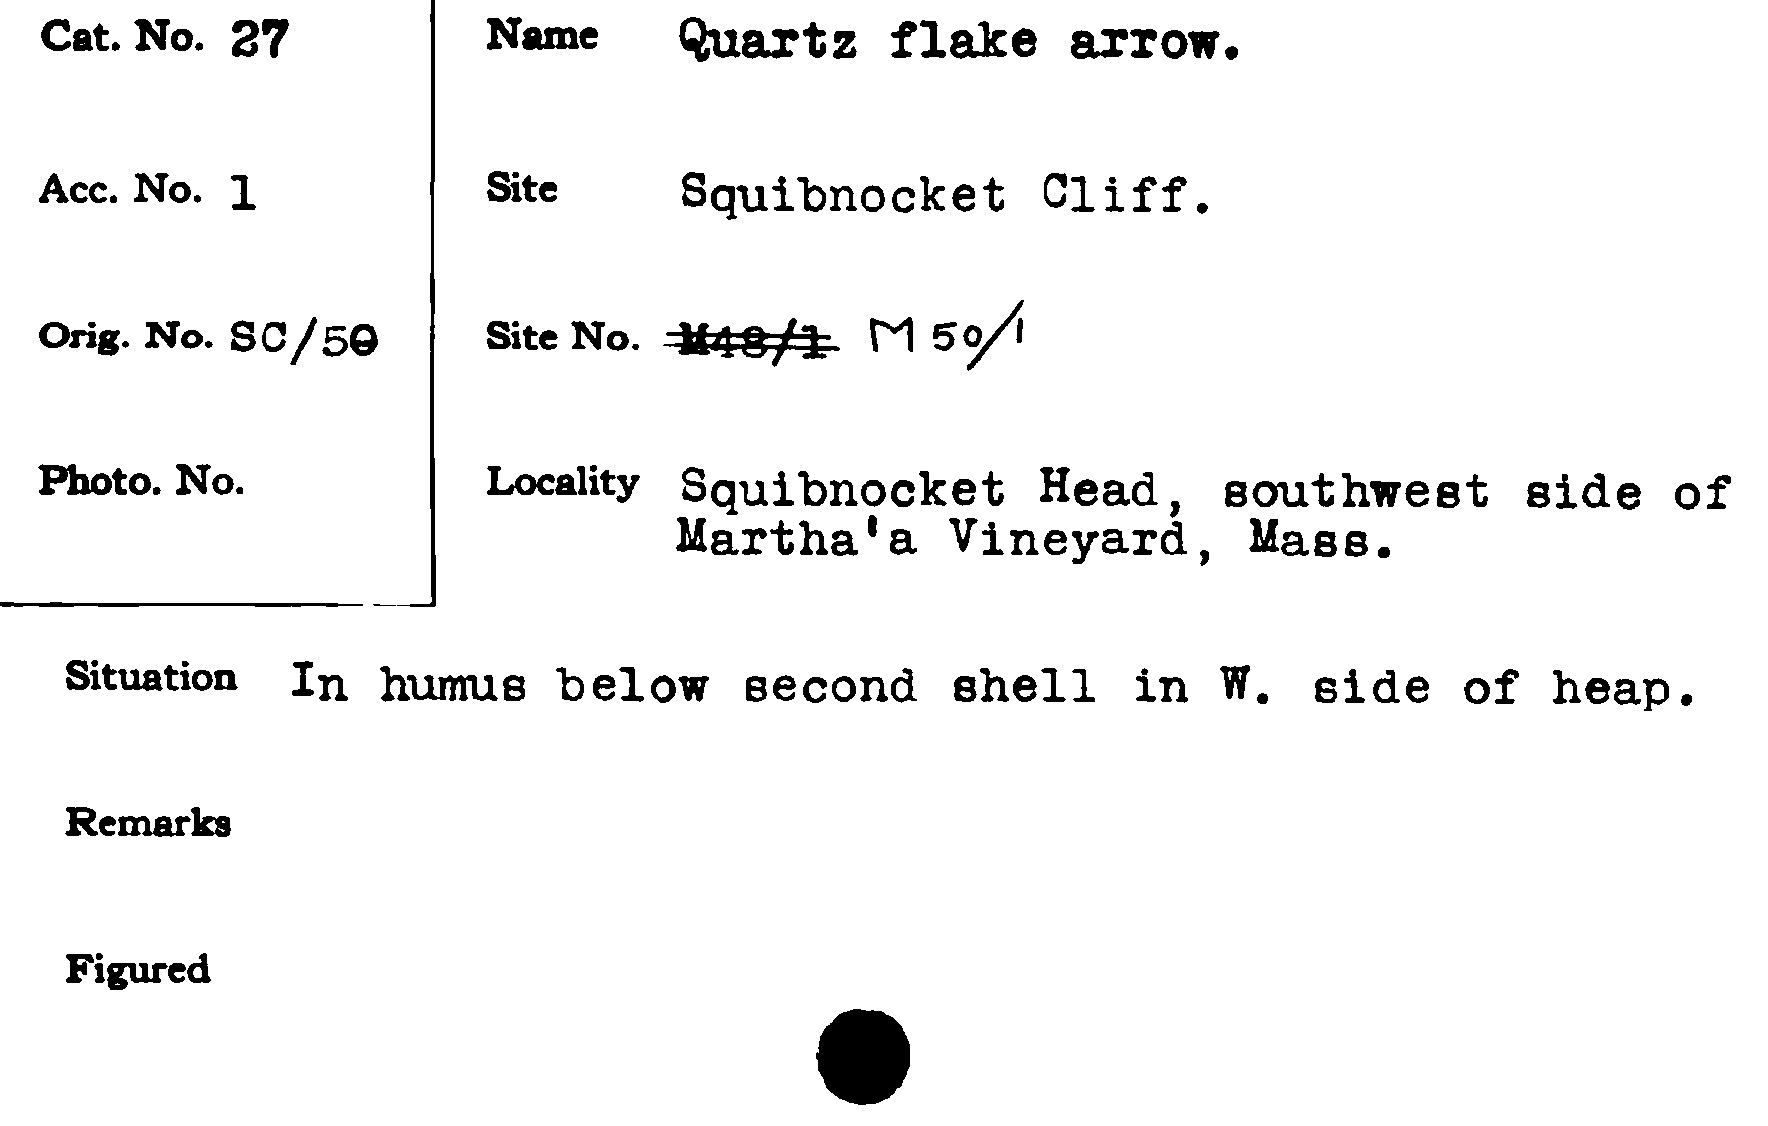 Cat. No. 27
Name Quartz flake arrow.
Acc. No. 1
Site Squibnocket Cliff.
Orig. No. SC/50
Site No. M48/1 M50/1
Photo. No.
Locality Squibnocket Head, southwest side of
Martha'a Vineyard, Mass.
Situation In humus below second shell in W. side of heap.
Remarks
Figured